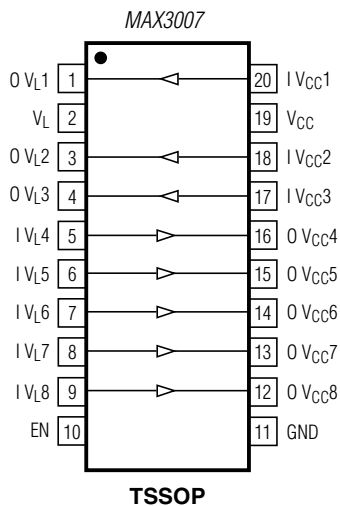 MAX3007
O VL1 1 20 I VCC1
VL 2 19 VCC
O VL2 3 18 I VCC2
O VL3 4 17 I VCC3
I VL4 5 16 O VCC4
I VL5 6 15 O VCC5
I VL6 7 14 O VCC6
I VL7 8 13 O VCC7
I VL8 9 12 O VCC8
EN 10 11 GND
TSSOP